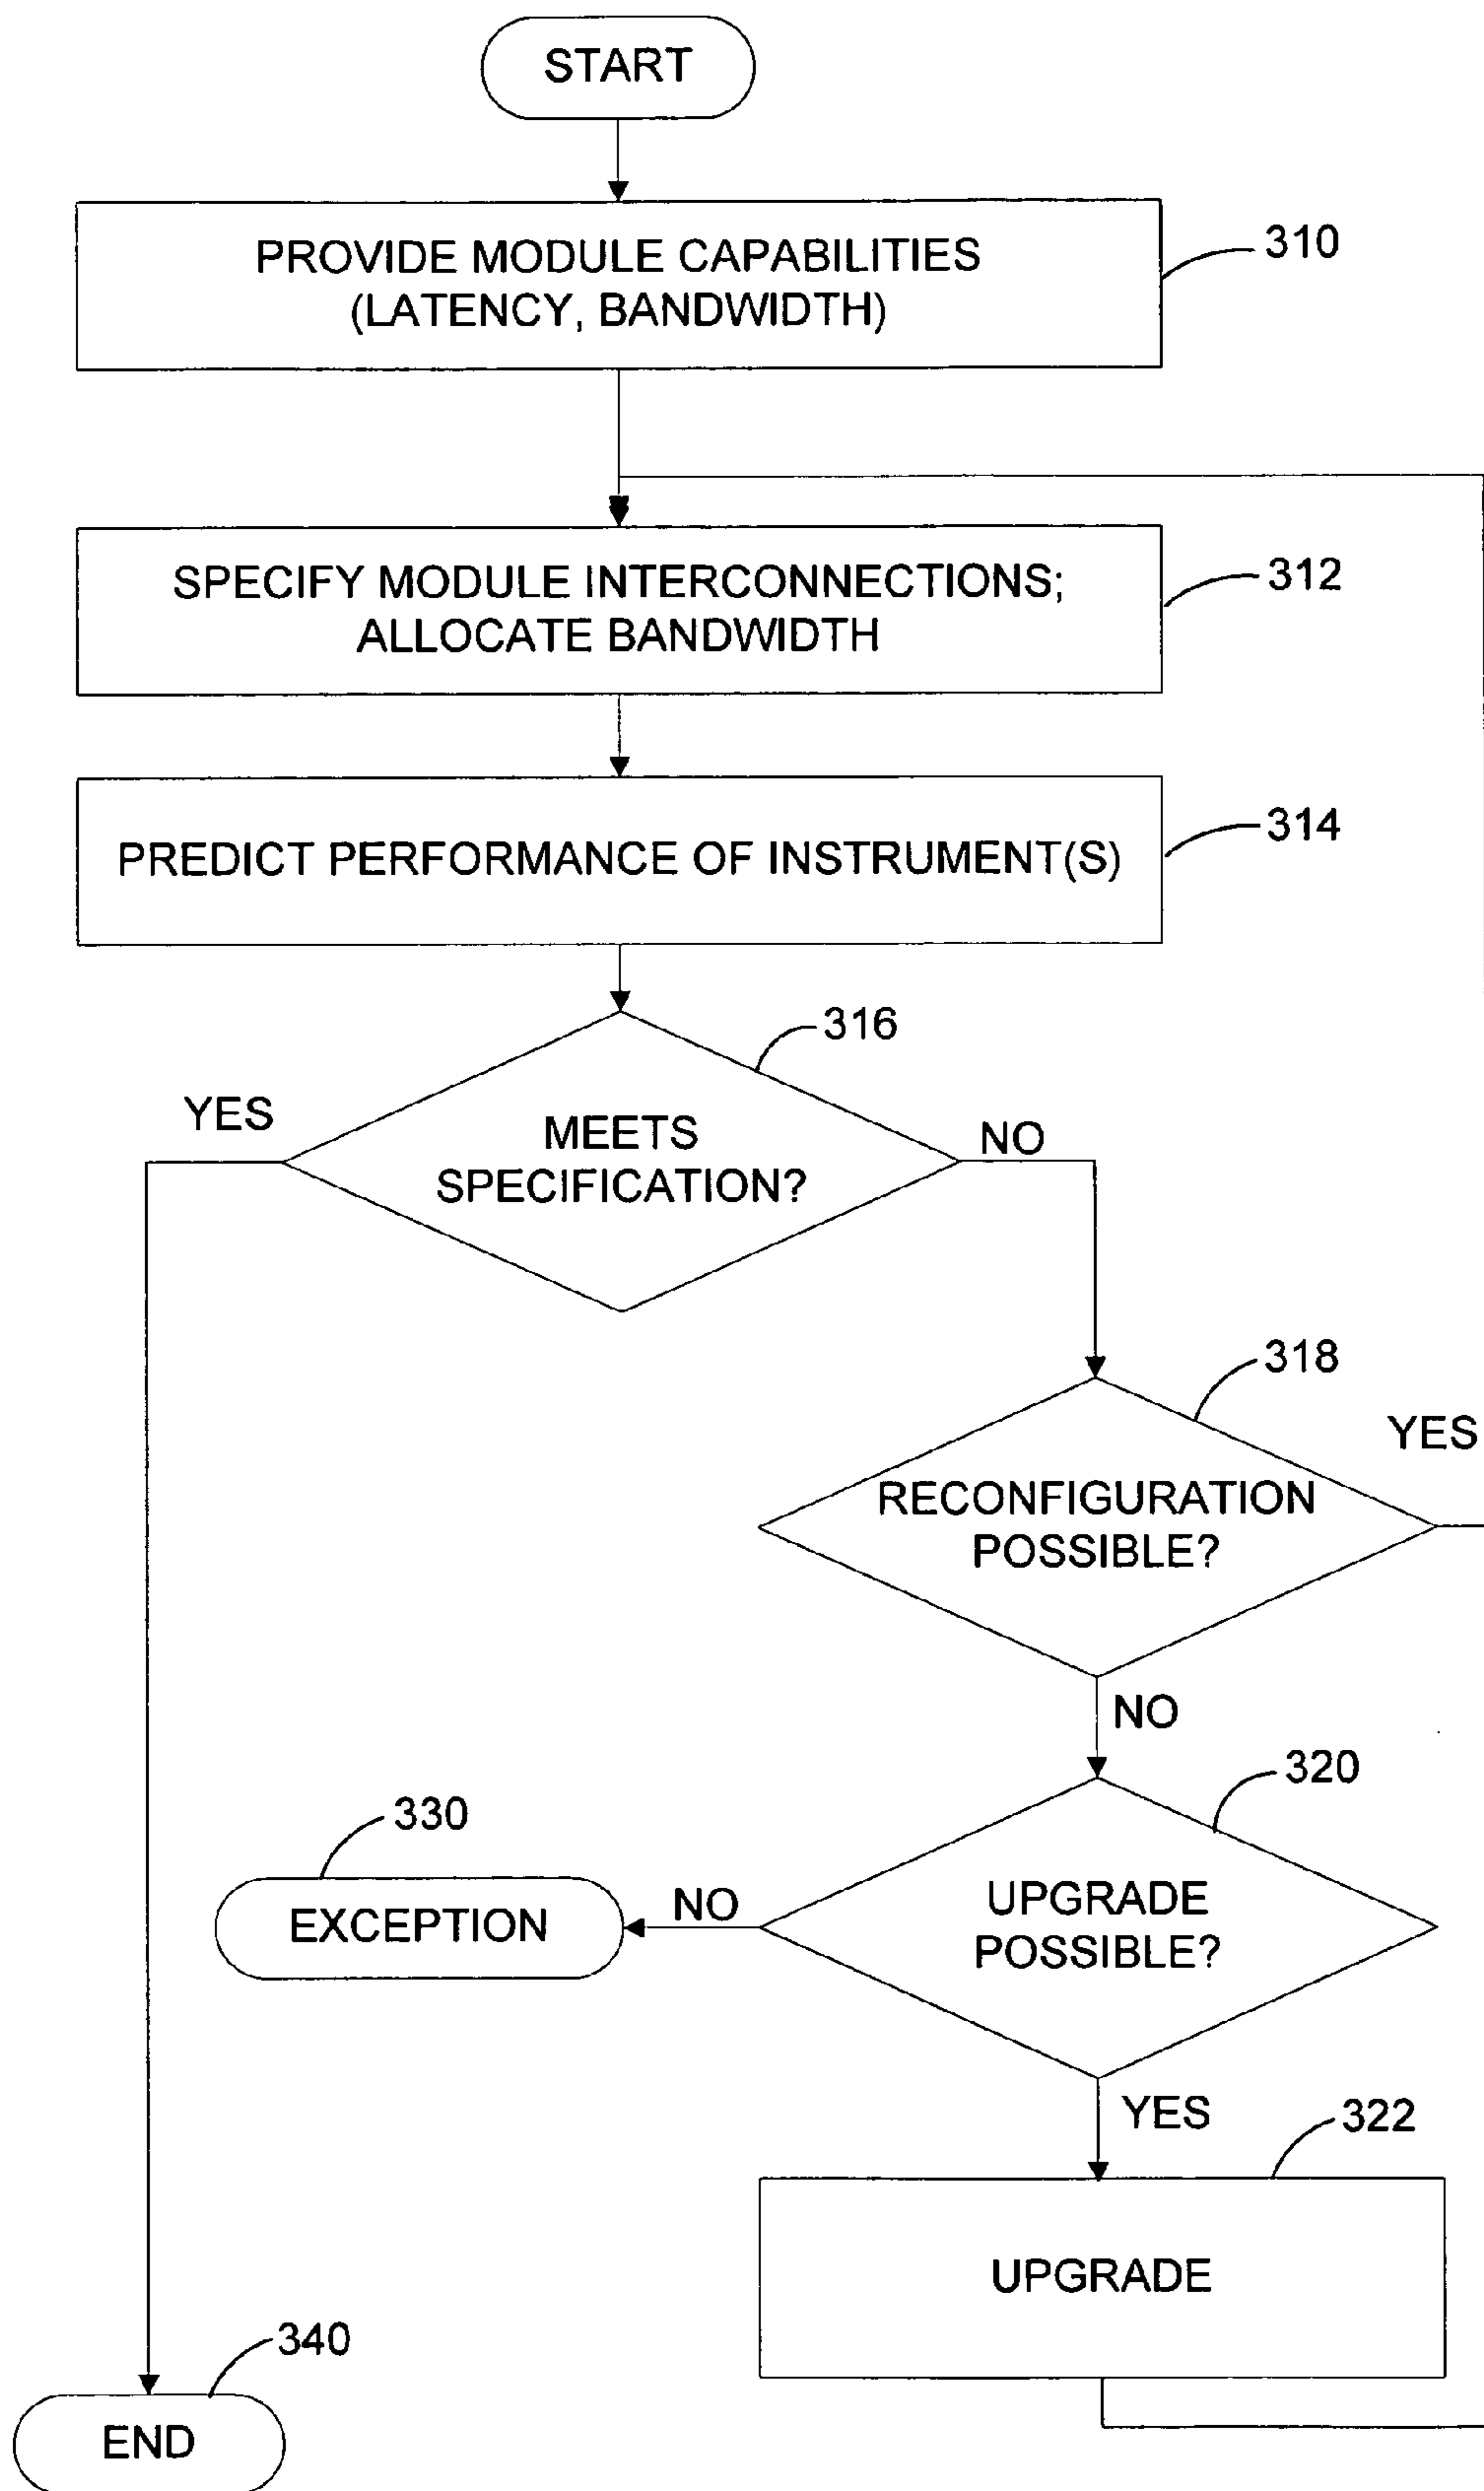 START
PROVIDE MODULE CAPABILITIES
(LATENCY, BANDWIDTH)
310
SPECIFY MODULE INTERCONNECTIONS;
ALLOCATE BANDWIDTH
312
PREDICT PERFORMANCE OF INSTRUMENT(S)
314
316
YES
MEETS
SPECIFICATION?
NO
318
YES
RECONFIGURATION
POSSIBLE?
NO
320
330
UPGRADE
POSSIBLE?
NO
EXCEPTION
YES
322
UPGRADE
340
END